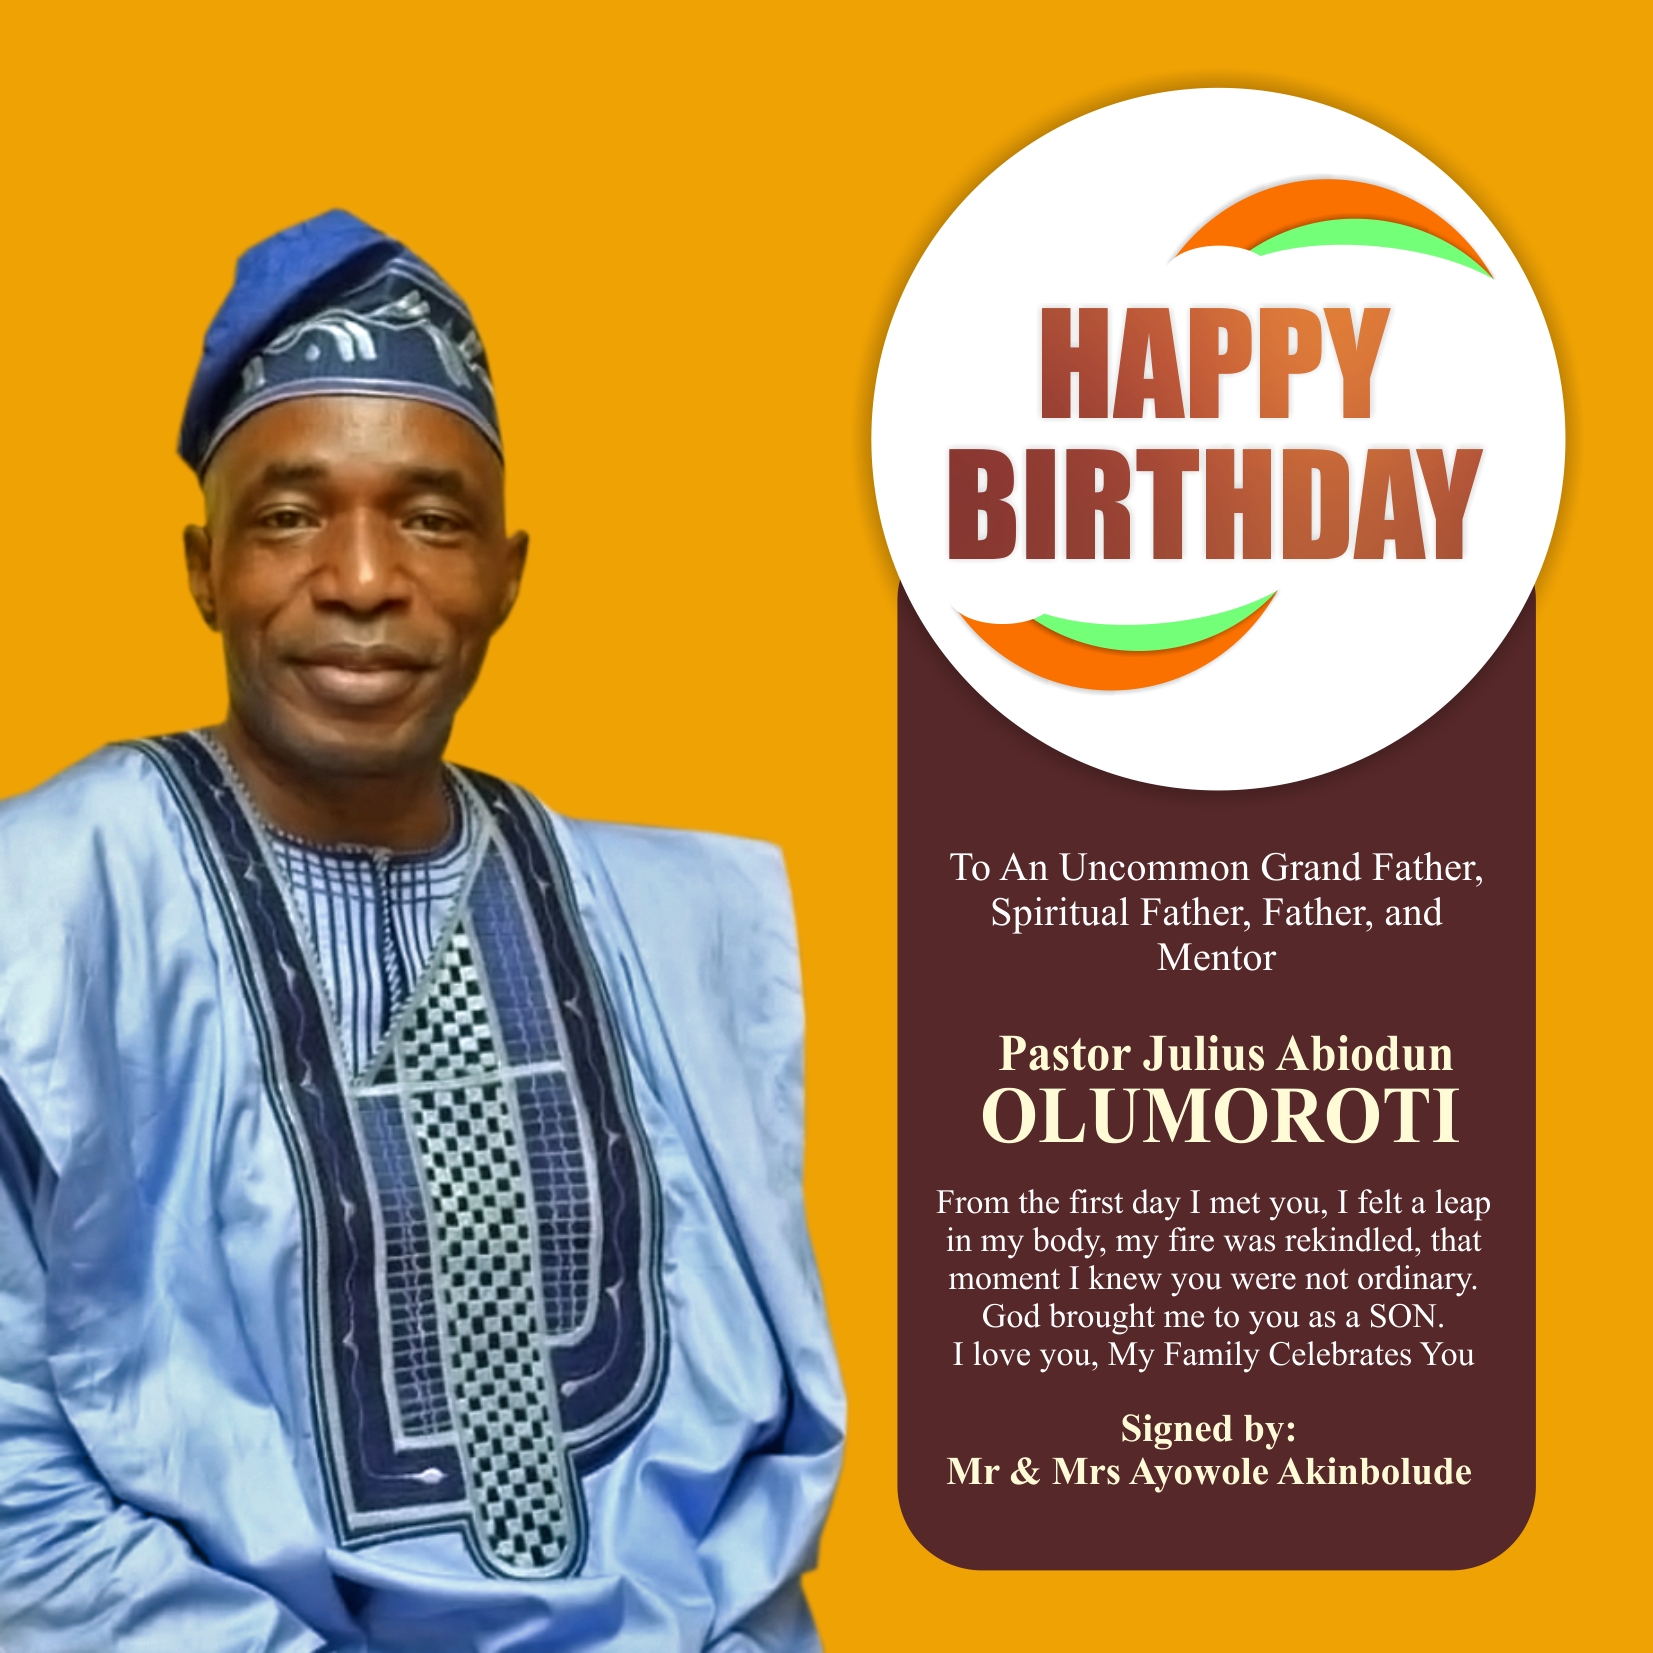 HAPPY
BIRTHDAY
To An Uncommon Grand Father,
Spiritual Father, Father, and
Mentor
Pastor Julius Abiodun
OLUMOROTI
From the first day I met you, I felt a leap
in my body, my fire was rekindled, that
moment I knew you were not ordinary.
God brought me to you as a SON.
I love you, My Family Celebrates You
Signed by:
Mr & Mrs Ayowole Akinbolude